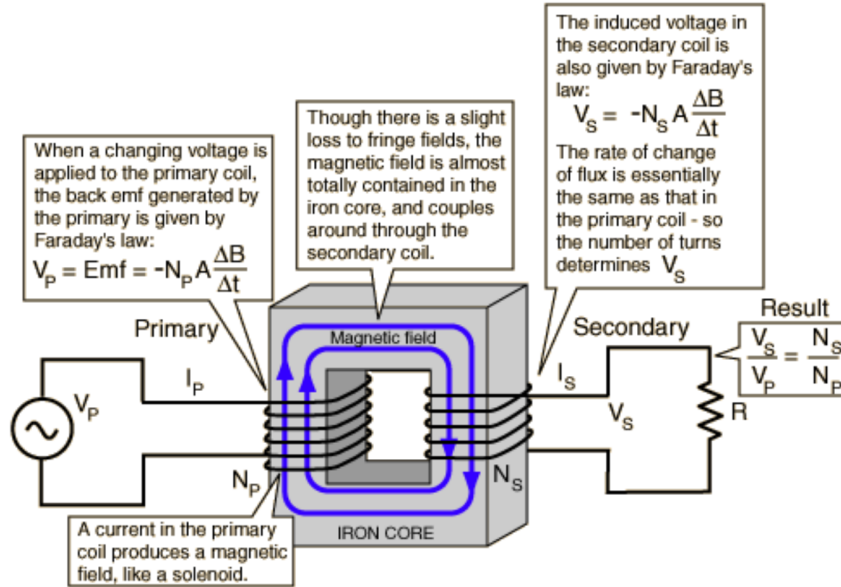 The induced voltage in
the secondary coil is
also given by Faraday's
law:
V_S = -N_S A ΔB/Δt
The rate of change
of flux is essentially
the same as that in
the primary coil - so
the number of turns
determines V_S
Though there is a slight
loss to fringe fields, the
magnetic field is almost
totally contained in the
iron core, and couples
around through the
secondary coil.
When a changing voltage is
applied to the primary coil,
the back emf generated by
the primary is given by
Faraday's law:
V_P = Emf = -N_P A ΔB/Δt
Primary
Magnetic field
Secondary
Result
V_S/V_P = N_S/N_P
I_P
I_S
V_P
V_S
R
N_P
N_S
IRON CORE
A current in the primary
coil produces a magnetic
field, like a solenoid.